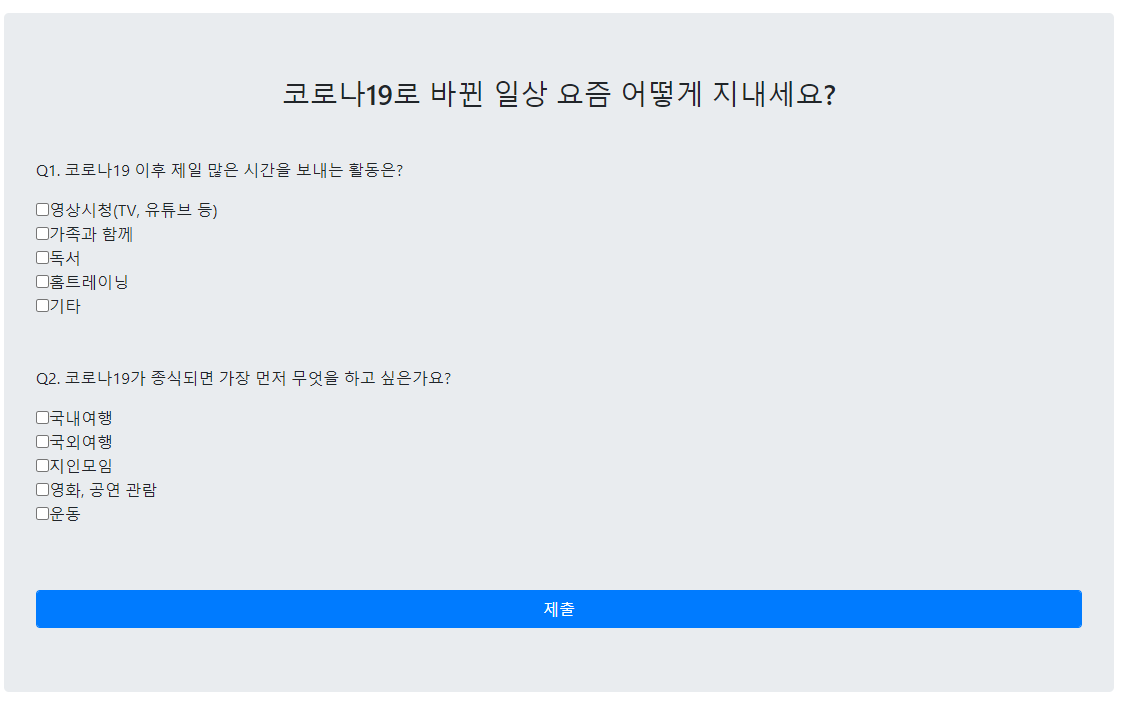 코로나19로 바뀐 일상 요즘 어떻게 지내세요?
Q1. 코로나19 이후 제일 많은 시간을 보내는 활동은?
영상시청(TV, 유튜브 등)
가족과 함께
독서
홈트레이닝
기타
Q2. 코로나19가 종식되면 가장 먼저 무엇을 하고 싶은가요?
국내여행
국외여행
지인모임
영화, 공연 관람
운동
제출